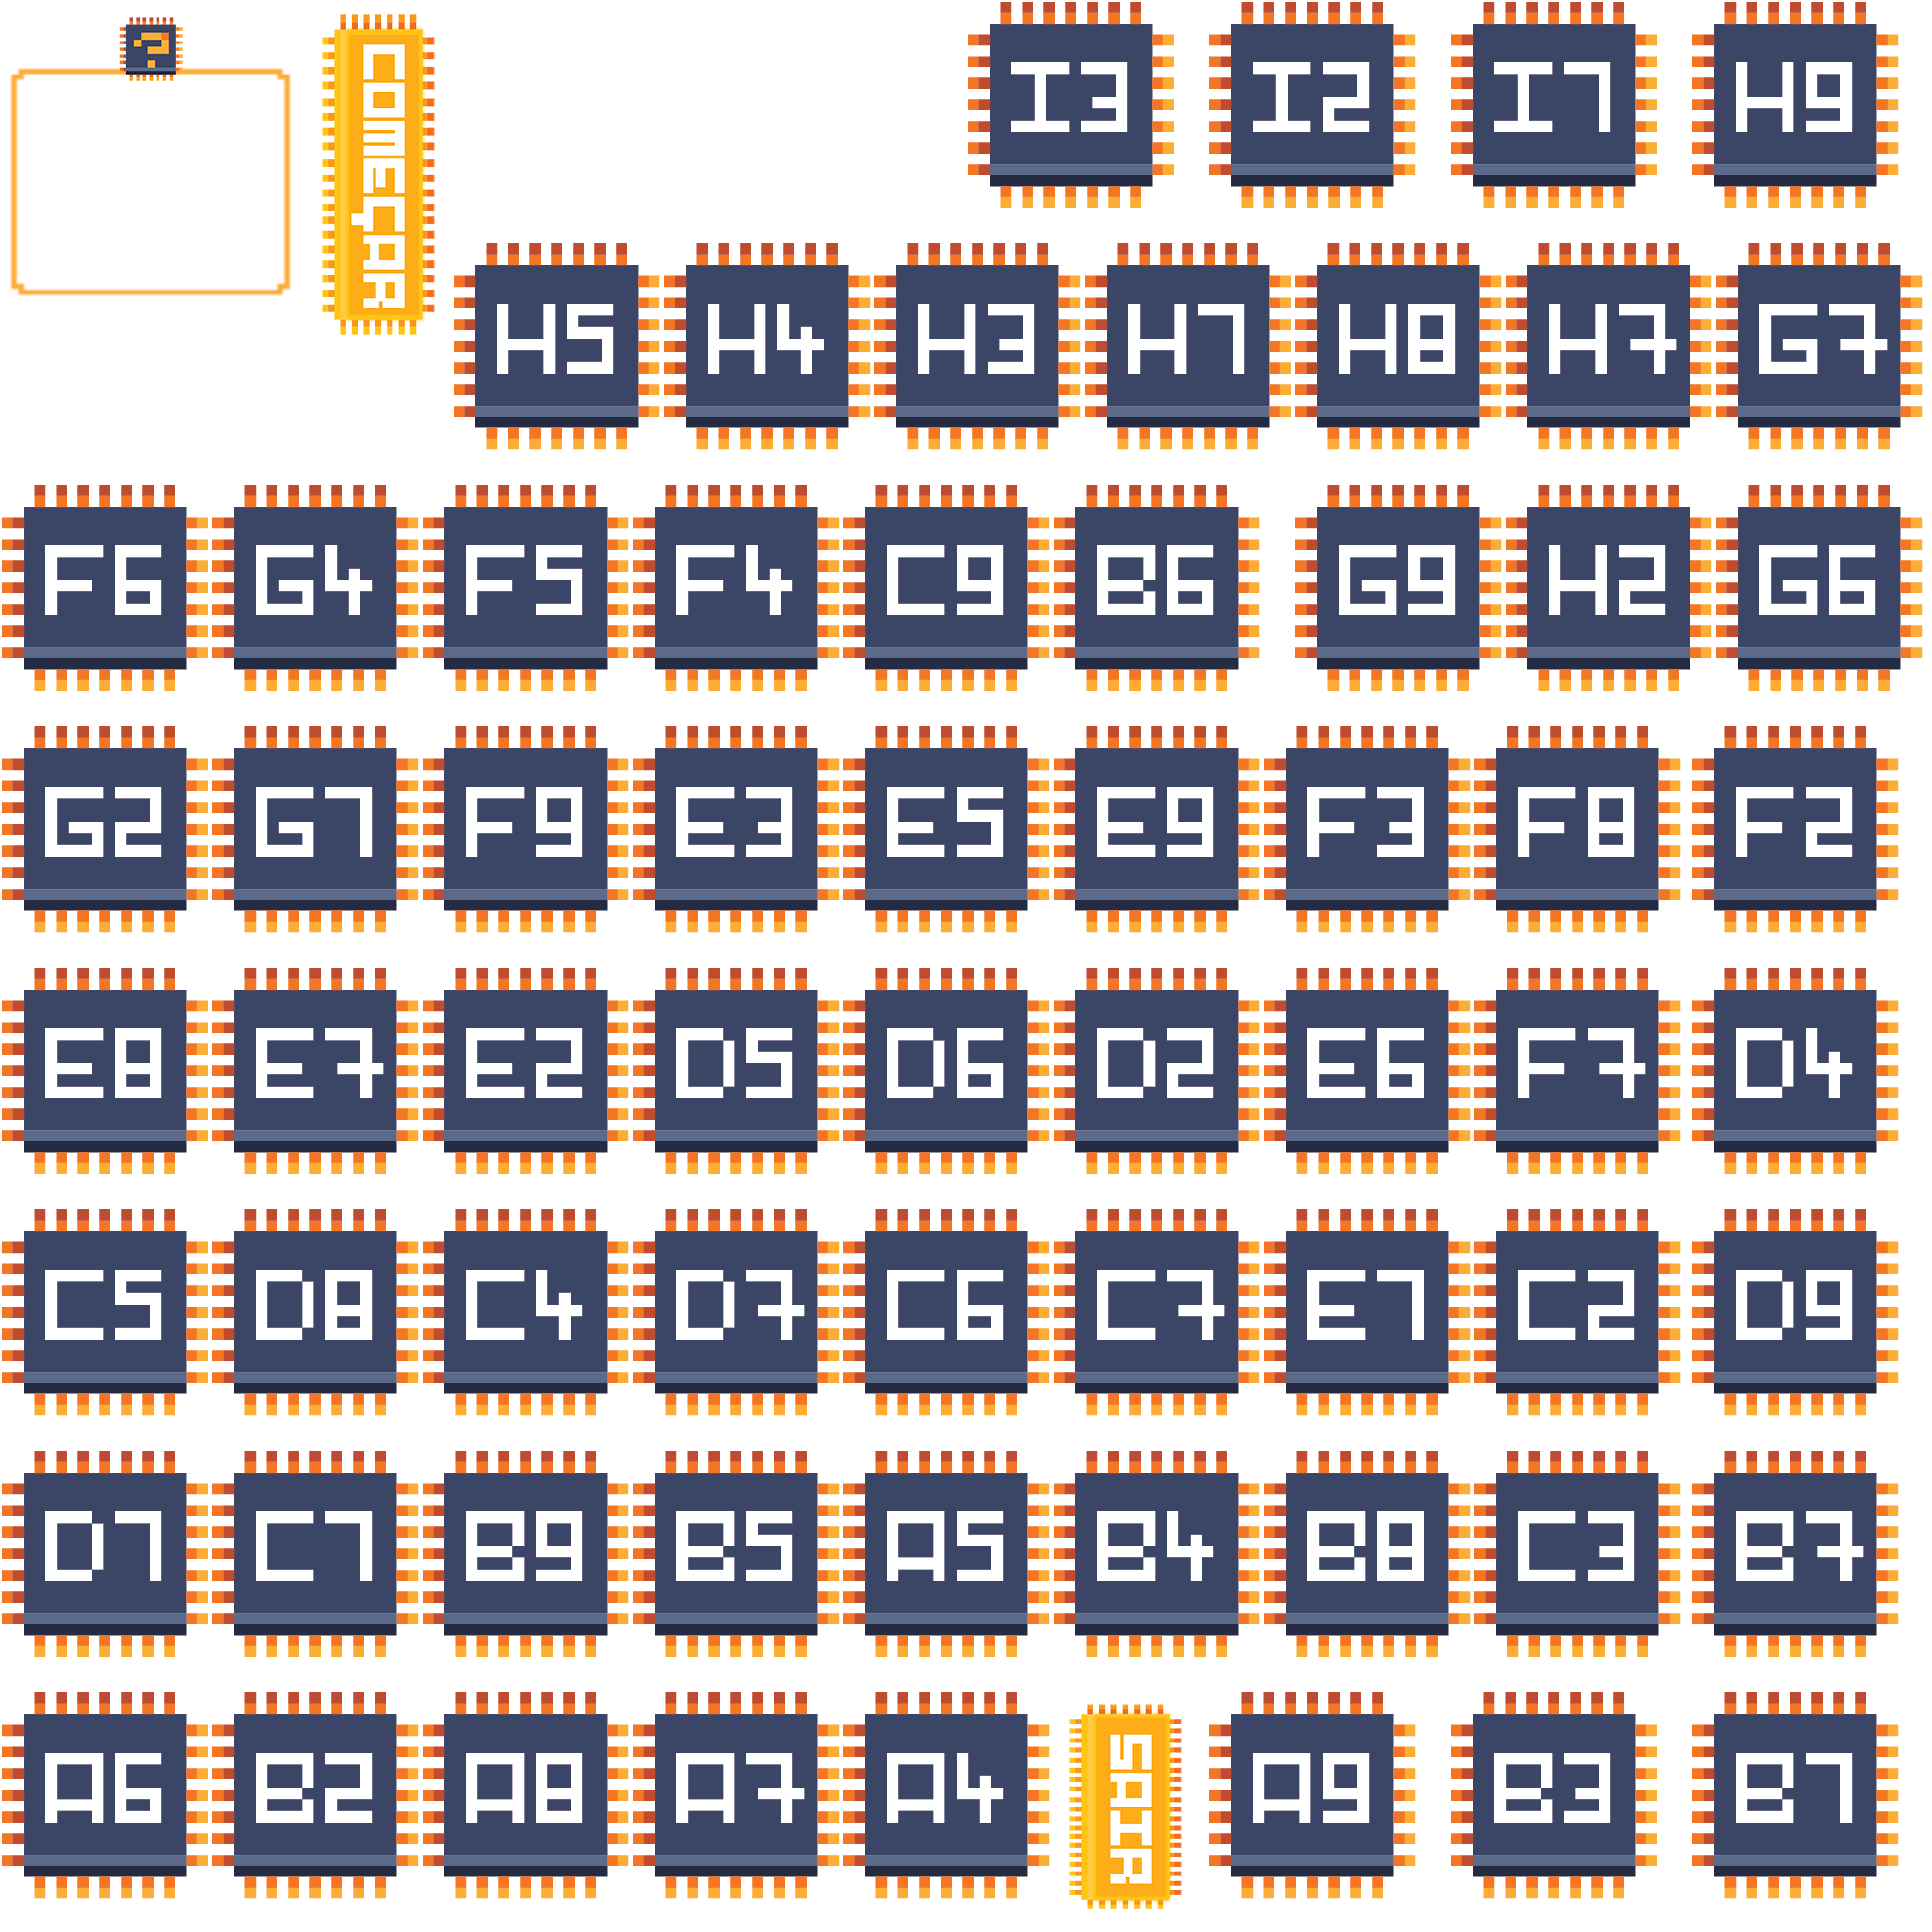 ?
I3 I2 I1 H9
H5 H4 H3 H1 H8 H7 G7
F6 G4 F5 F4 C9 B6 G9 H2 G6
G2 G1 F9 E3 E5 E9 F3 F8 F2
E8 E7 E2 D5 D6 D2 E6 F7 D4
C5 D8 C4 D7 C6 C7 E1 C2 D9
D1 C1 B9 B5 A5 B4 B8 C3 B7
A6 B2 A8 A7 A4 A9 B3 B1